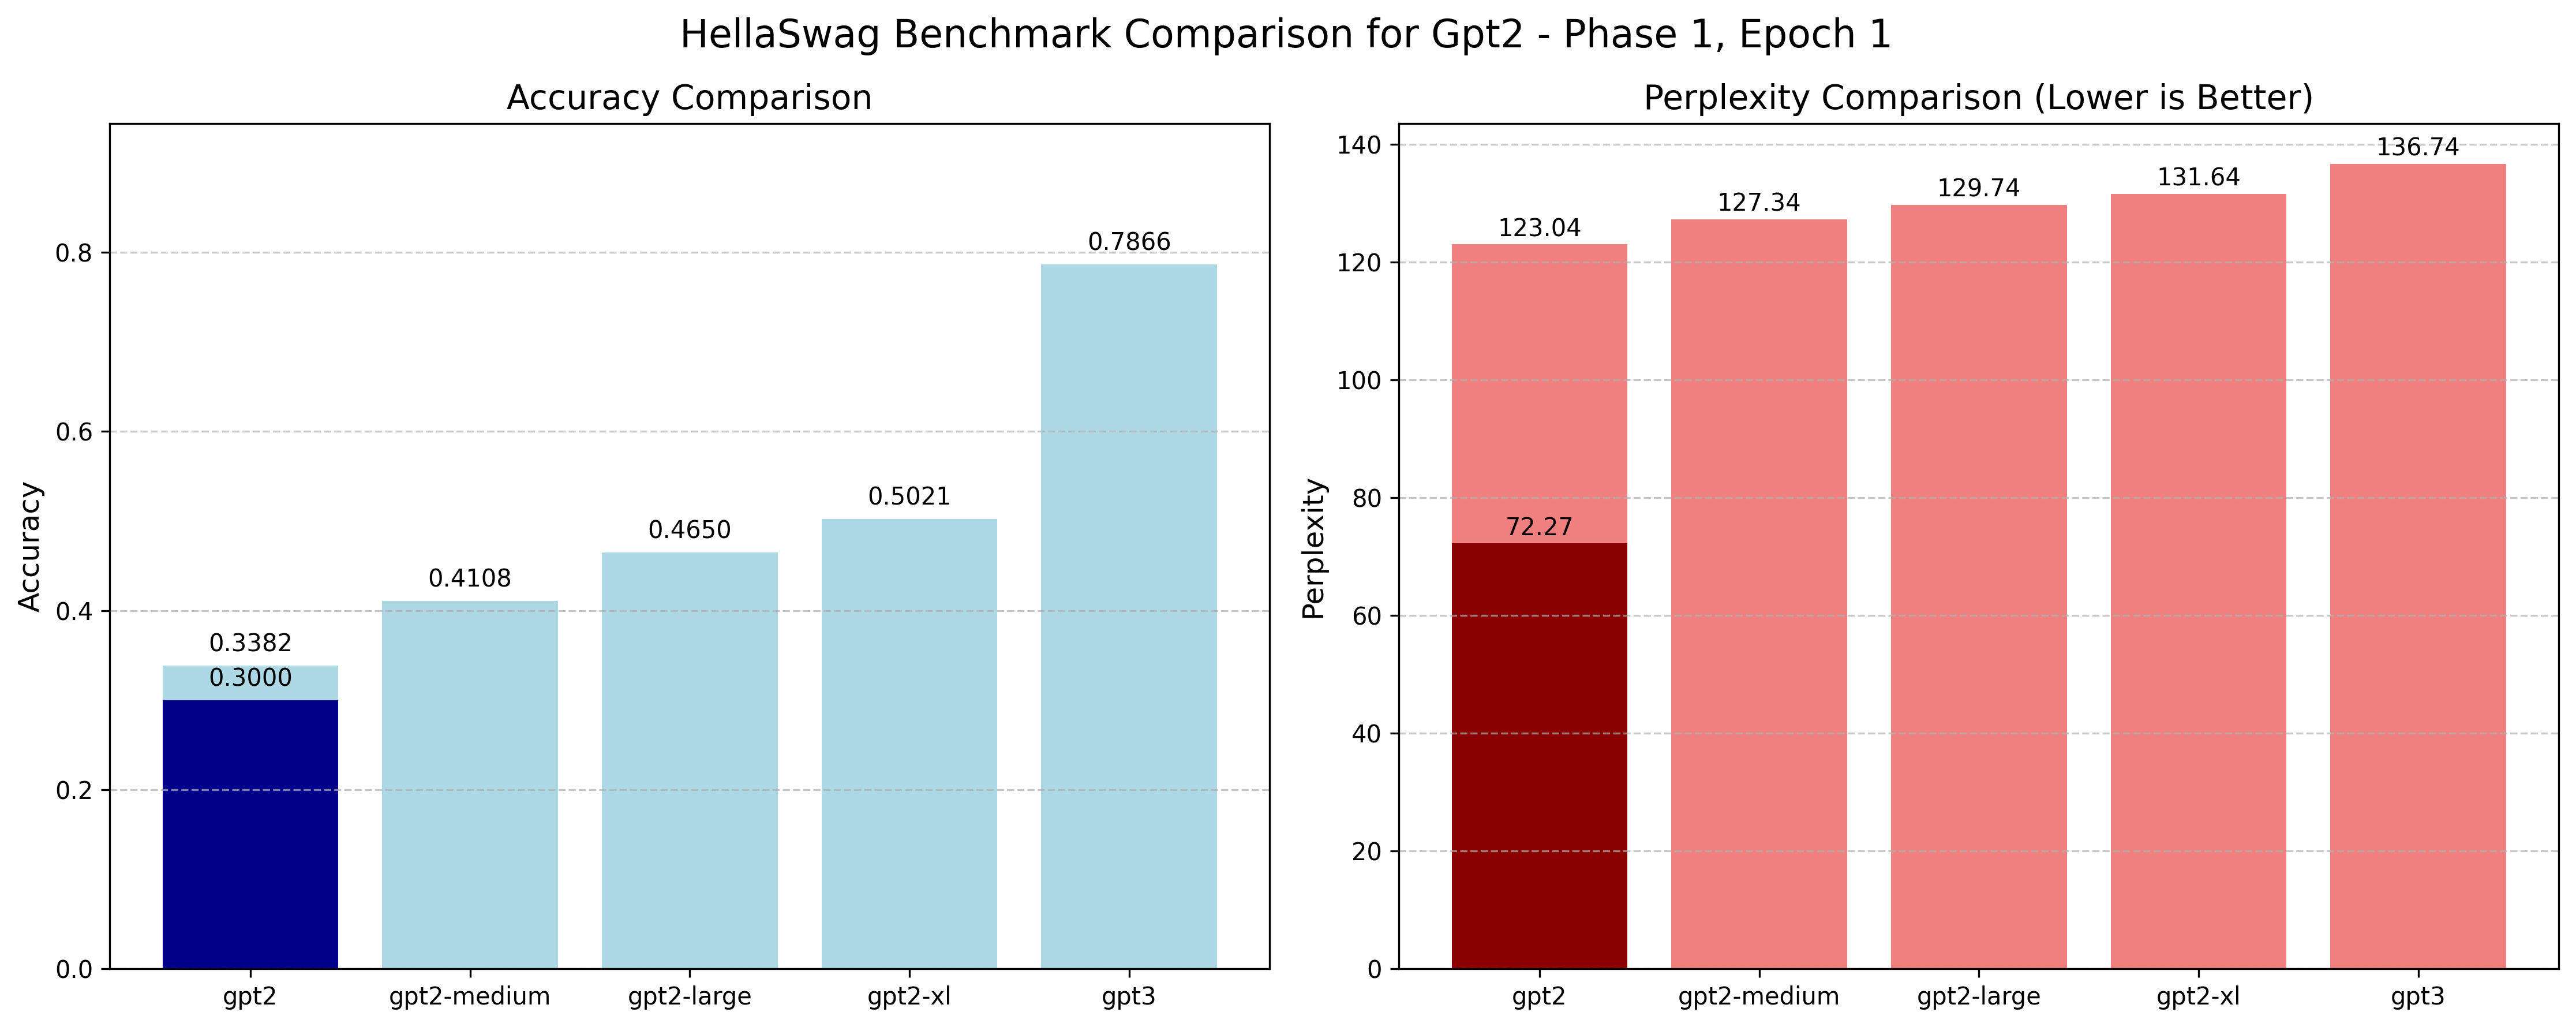 HellaSwag Benchmark Comparison for Gpt2 - Phase 1, Epoch 1
Accuracy Comparison
Accuracy
0.8
0.6
0.4
0.2
0.0
0.3382
0.3000
0.4108
0.4650
0.5021
0.7866
gpt2
gpt2-medium
gpt2-large
gpt2-xl
gpt3
Perplexity Comparison (Lower is Better)
Perplexity
140
120
100
80
60
40
20
0
123.04
72.27
127.34
129.74
131.64
136.74
gpt2
gpt2-medium
gpt2-large
gpt2-xl
gpt3